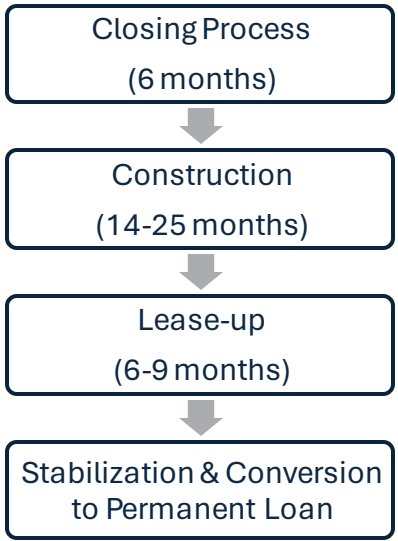 Closing Process
(6 months)
Construction
(14-25 months)
Lease-up
(6-9 months)
Stabilization & Conversion
to Permanent Loan